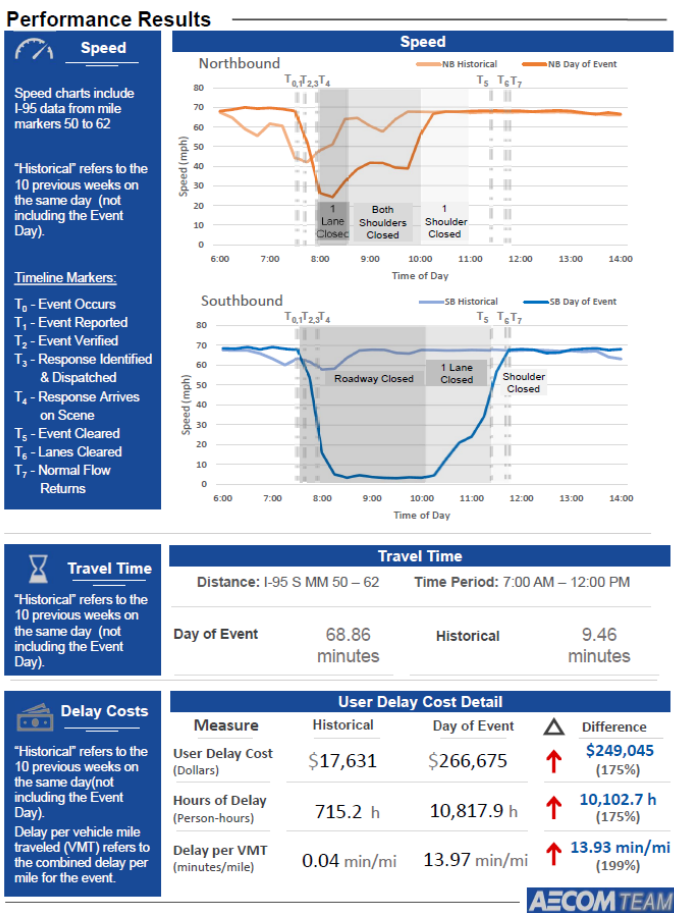 Performance Results
Speed
Speed charts include
I-95 data from mile
markers 50 to 62
"Historical" refers to the
10 previous weeks on
the same day (not
including the Event
Day).
Timeline Markers:
T0 - Event Occurs
T1 - Event Reported
T2 - Event Verified
T3 - Response Identified
& Dispatched
T4 - Response Arrives
on Scene
T5 - Event Cleared
T6 - Lanes Cleared
T7 - Normal Flow
Returns
Speed
Northbound
NB Historical
NB Day of Event
T0,1T2,3T4
T5 T6T7
Speed (mph)
80
70
60
50
40
30
20
10
0
1
Lane
Closed
Both
Shoulders
Closed
1
Shoulder
Closed
6:00 7:00 8:00 9:00 10:00 11:00 12:00 13:00 14:00
Time of Day
Southbound
SB Historical
SB Day of Event
T0,1T2,3T4
T5 T6T7
Speed (mph)
80
70
60
50
40
30
20
10
0
Roadway Closed
1 Lane
Closed
Shoulder
Closed
6:00 7:00 8:00 9:00 10:00 11:00 12:00 13:00 14:00
Time of Day
Travel Time
"Historical" refers to the
10 previous weeks on
the same day (not
including the Event
Day).
Travel Time
Distance: I-95 S MM 50 – 62 Time Period: 7:00 AM – 12:00 PM
Day of Event 68.86 minutes Historical 9.46 minutes
Delay Costs
"Historical" refers to the
10 previous weeks on
the same day(not
including the Event
Day).
Delay per vehicle mile
traveled (VMT) refers to
the combined delay per
mile for the event.
User Delay Cost Detail
Measure Historical Day of Event Difference
User Delay Cost
(Dollars)
$17,631 $266,675 $249,045
(175%)
Hours of Delay
(Person-hours)
715.2 h 10,817.9 h 10,102.7 h
(175%)
Delay per VMT
(minutes/mile)
0.04 min/mi 13.97 min/mi 13.93 min/mi
(199%)
AECOM TEAM